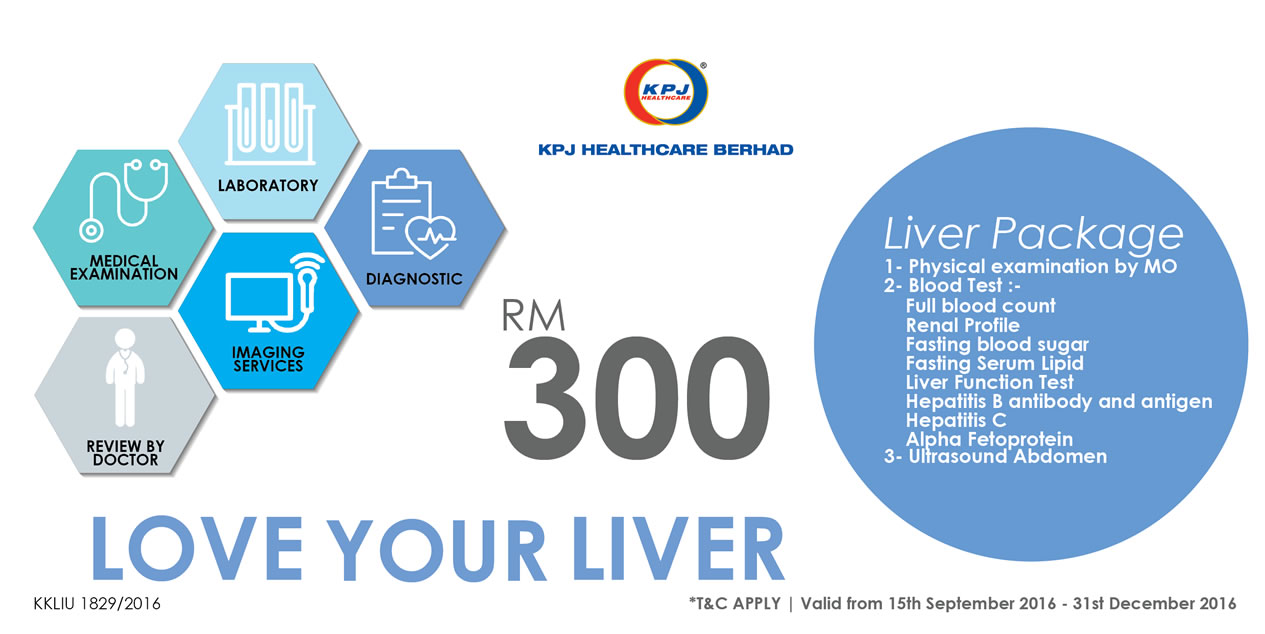 KPJ
HEALTHCARE
®
KPJ HEALTHCARE BERHAD
LABORATORY
MEDICAL
EXAMINATION
DIAGNOSTIC
IMAGING
SERVICES
REVIEW BY
DOCTOR
RM
300
Liver Package
1- Physical examination by MO
2- Blood Test :-
Full blood count
Renal Profile
Fasting blood sugar
Fasting Serum Lipid
Liver Function Test
Hepatitis B antibody and antigen
Hepatitis C
Alpha Fetoprotein
3- Ultrasound Abdomen
LOVE YOUR LIVER
KKLIU 1829/2016
*T&C APPLY | Valid from 15th September 2016 - 31st December 2016